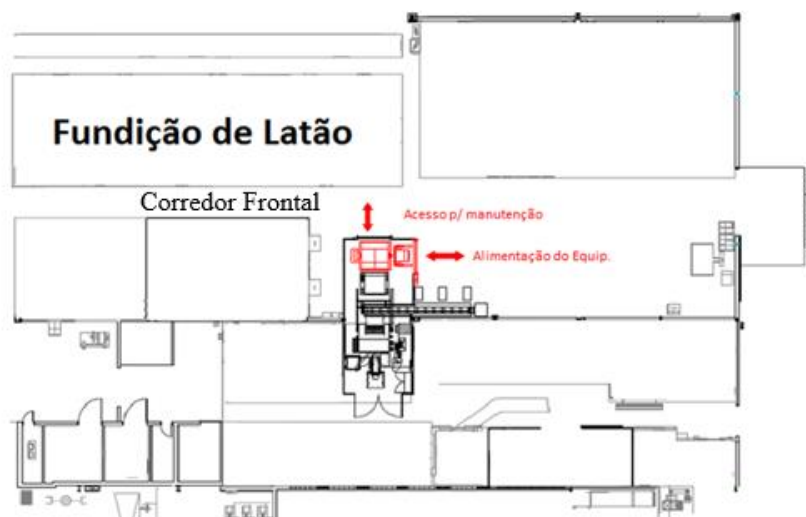 Fundição de Latão
Corredor Frontal
Acesso p/ manutenção
Alimentação do Equip.